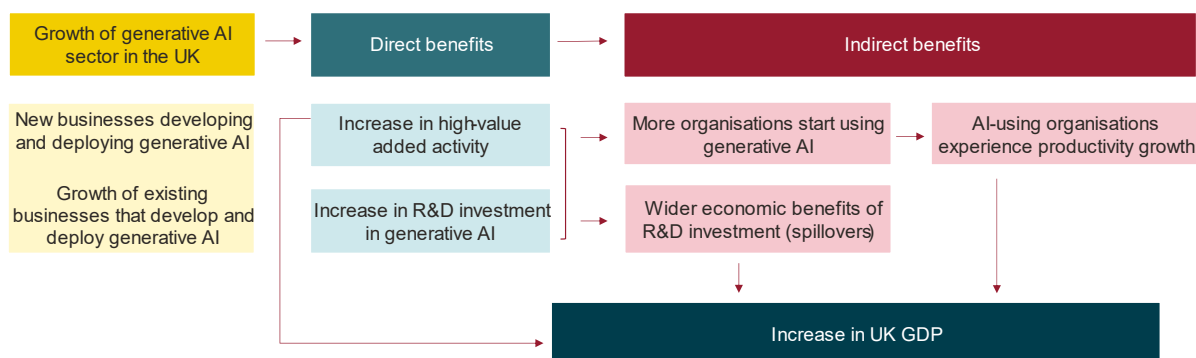 Growth of generative AI
sector in the UK
Direct benefits
Indirect benefits
New businesses developing
and deploying generative AI
Growth of existing
businesses that develop and
deploy generative AI
Increase in high-value
added activity
Increase in R&D investment
in generative AI
More organisations start using
generative AI
AI-using organisations
experience productivity growth
Wider economic benefits of
R&D investment (spillovers)
Increase in UK GDP